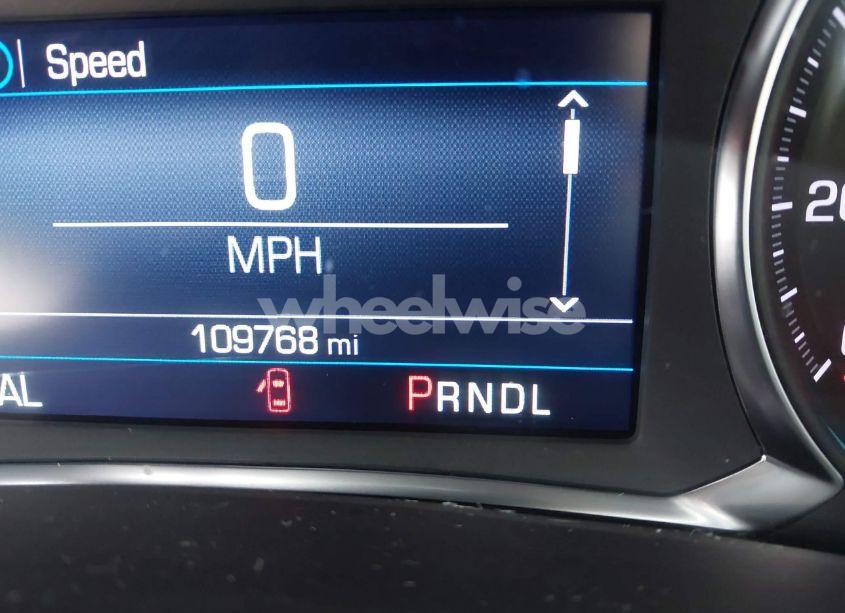 Speed
0
MPH
109768 mi
AL
PRNDL
20
wheelwise